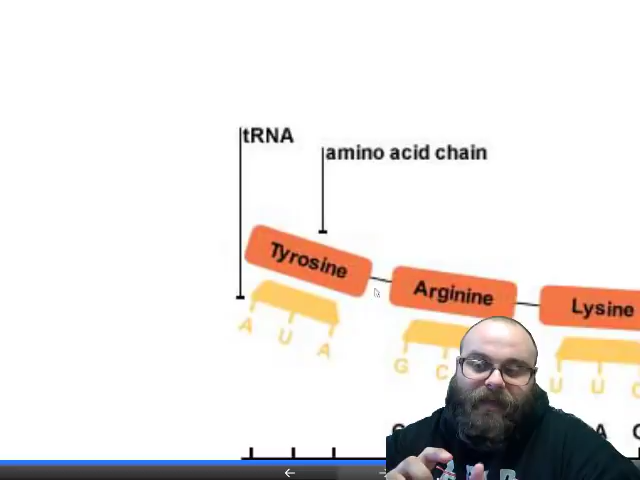 tRNA
amino acid chain
Tyrosine
Arginine
Lysine
A U A
G C
U U
A